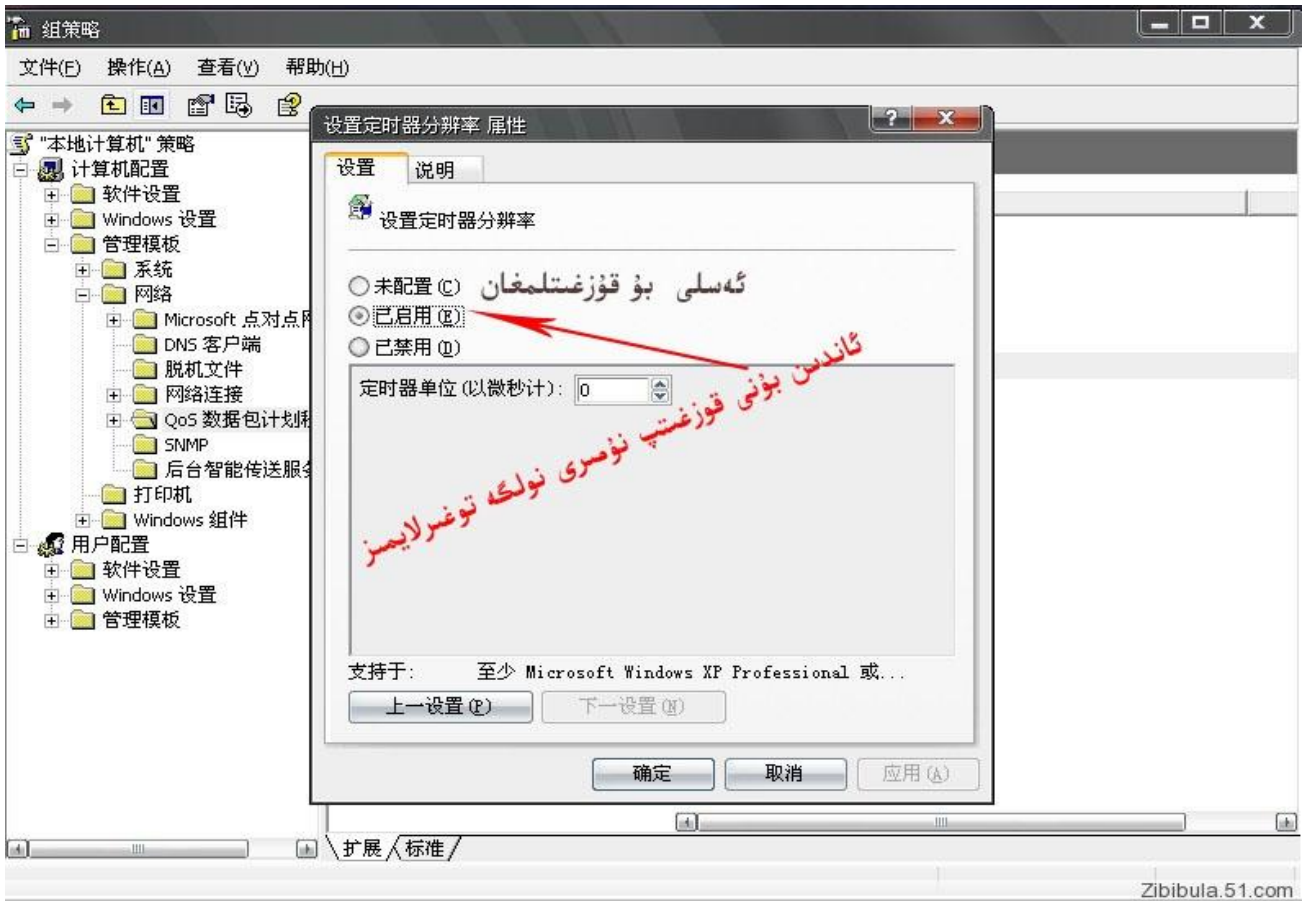 组策略
文件(F) 操作(A) 查看(V) 帮助(H)
"本地计算机" 策略
计算机配置
软件设置
Windows 设置
管理模板
系统
网络
Microsoft 点对点
DNS 客户端
脱机文件
网络连接
QoS 数据包计划
SNMP
后台智能传送服
打印机
Windows 组件
用户配置
软件设置
Windows 设置
管理模板
设置定时器分辨率 属性
设置 说明
设置定时器分辨率
未配置(C) ئەسلى بۇ قۇزغىتلمغان
已启用(E)
已禁用(D)
ئاندىن بۇنى قوزغىتىپ نۇمىرى نولگە توغىرلايمىز
定时器单位(以微秒计): 0
支持于: 至少 Microsoft Windows XP Professional 或...
上一设置(P) 下一设置(N)
确定 取消 应用(A)
扩展 标准
Zibibula.51.com